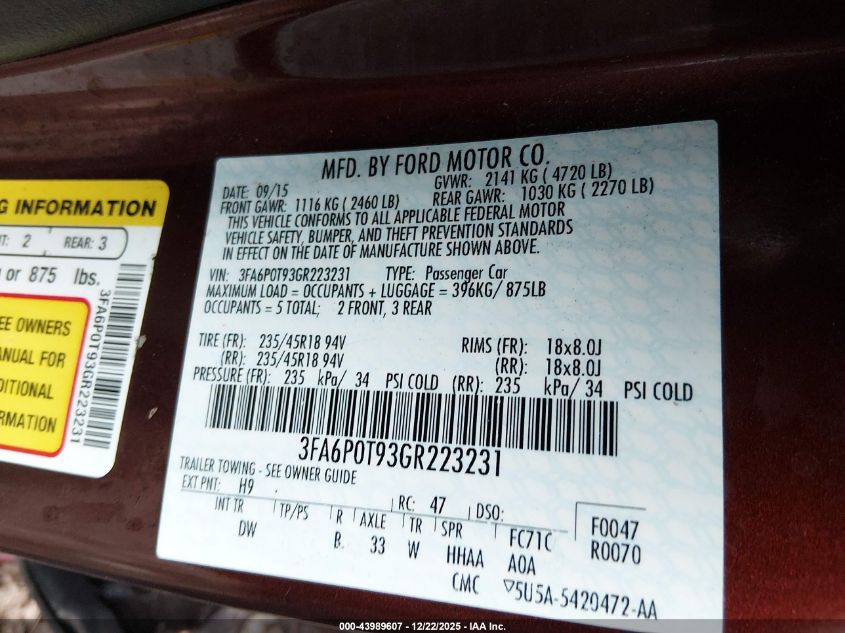 G INFORMATION
NT: 2 REAR: 3
or 875 lbs.
EE OWNERS
ANUAL FOR
DITIONAL
RMATION
3FA6P0T93GR223231
MFD. BY FORD MOTOR CO.
DATE: 09/15 GVWR: 2141 KG ( 4720 LB)
FRONT GAWR: 1116 KG ( 2460 LB) REAR GAWR: 1030 KG ( 2270 LB)
THIS VEHICLE CONFORMS TO ALL APPLICABLE FEDERAL MOTOR
VEHICLE SAFETY, BUMPER, AND THEFT PREVENTION STANDARDS
IN EFFECT ON THE DATE OF MANUFACTURE SHOWN ABOVE.
VIN: 3FA6P0T93GR223231 TYPE: Passenger Car
MAXIMUM LOAD = OCCUPANTS + LUGGAGE = 396KG/ 875LB
OCCUPANTS = 5 TOTAL; 2 FRONT, 3 REAR
TIRE (FR): 235/45R18 94V RIMS (FR): 18x8.0J
(RR): 235/45R18 94V (RR): 18x8.0J
PRESSURE (FR): 235 kPa/ 34 PSI COLD (RR): 235 kPa/ 34 PSI COLD
3FA6P0T93GR223231
TRAILER TOWING - SEE OWNER GUIDE
EXT PNT: H9 RC: 47 DSO:
INT TR TP/PS R AXLE TR SPR FC71C F0047
DW B 33 W HHAA A0A R0070
CMC 5U5A-5420472-AA
000-43989607 - 12/22/2025 - IAA Inc.